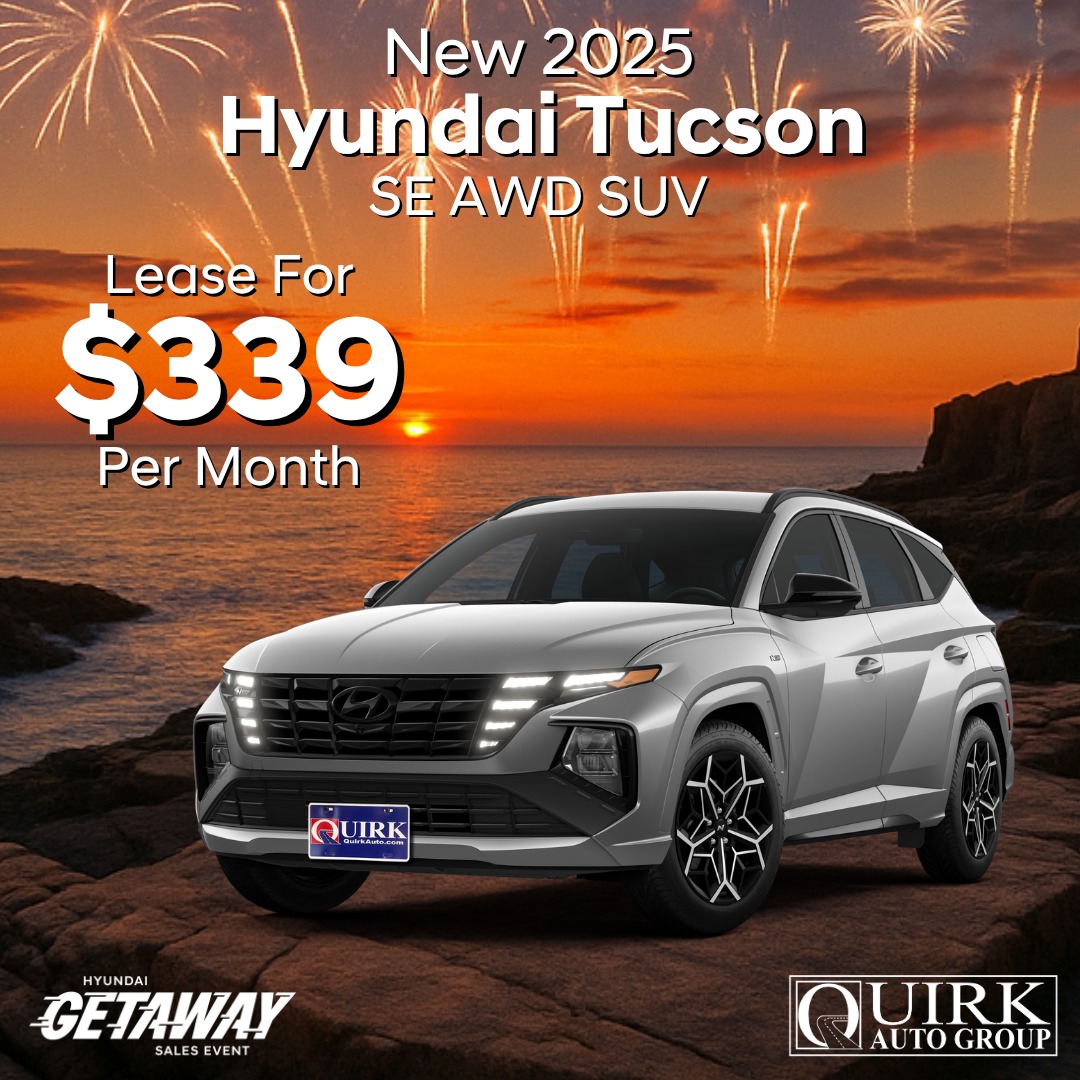 New 2025
Hyundai Tucson
SE AWD SUV
Lease For
$339
Per Month
QUIRK
QuirkAuto.com
HYUNDAI
GETAWAY
SALES EVENT
QUIRK
AUTO GROUP